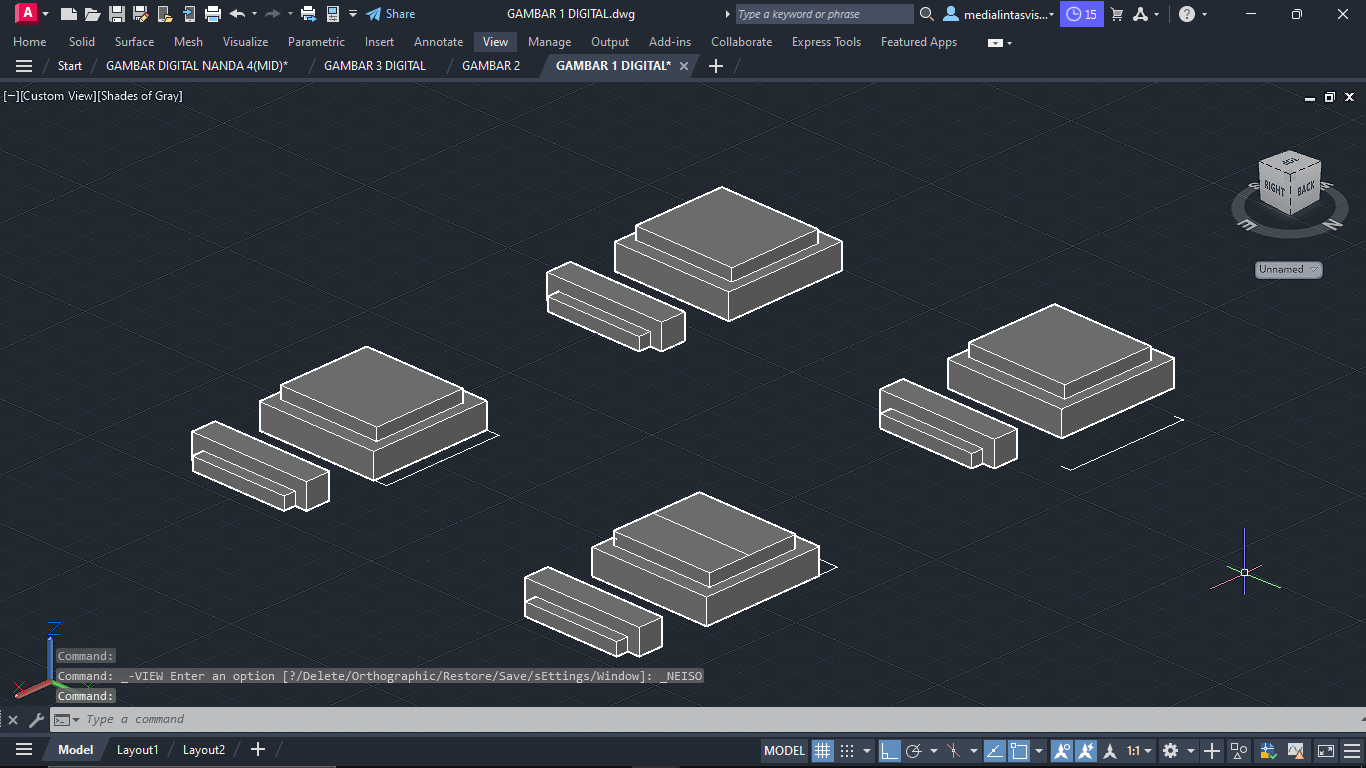 A Share GAMBAR 1 DIGITAL.dwg Type a keyword or phrase medialintasvis... 15
Home Solid Surface Mesh Visualize Parametric Insert Annotate View Manage Output Add-ins Collaborate Express Tools Featured Apps
Start GAMBAR DIGITAL NANDA 4(MID)* GAMBAR 3 DIGITAL GAMBAR 2 GAMBAR 1 DIGITAL*
[−][Custom View][Shades of Gray]
TOP
RIGHT BACK
E N
Unnamed
Z
X
Y
Command:
Command: _-VIEW Enter an option [?/Delete/Orthographic/Restore/Save/sEttings/Window]: _NEISO
Command:
Type a command
Model Layout1 Layout2 MODEL 1:1